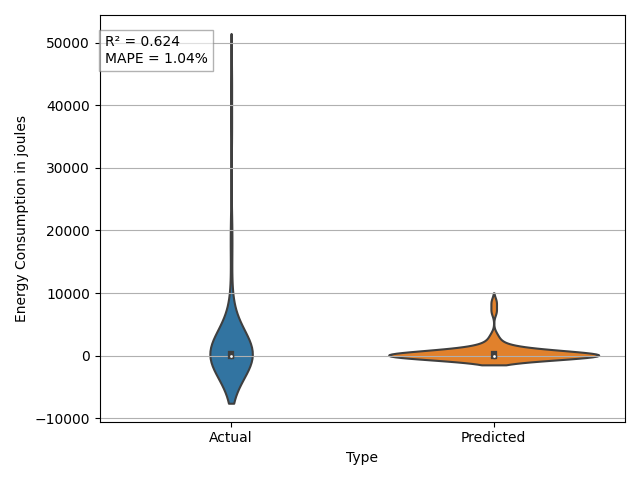 R² = 0.624
MAPE = 1.04%
50000
40000
30000
20000
10000
0
−10000
Energy Consumption in joules
Actual
Predicted
Type